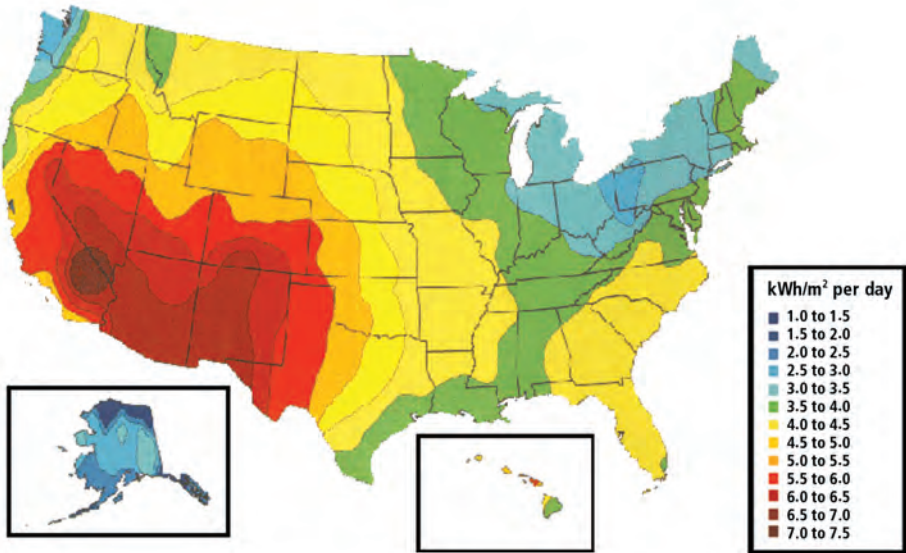 kWh/m² per day
1.0 to 1.5
1.5 to 2.0
2.0 to 2.5
2.5 to 3.0
3.0 to 3.5
3.5 to 4.0
4.0 to 4.5
4.5 to 5.0
5.0 to 5.5
5.5 to 6.0
6.0 to 6.5
6.5 to 7.0
7.0 to 7.5